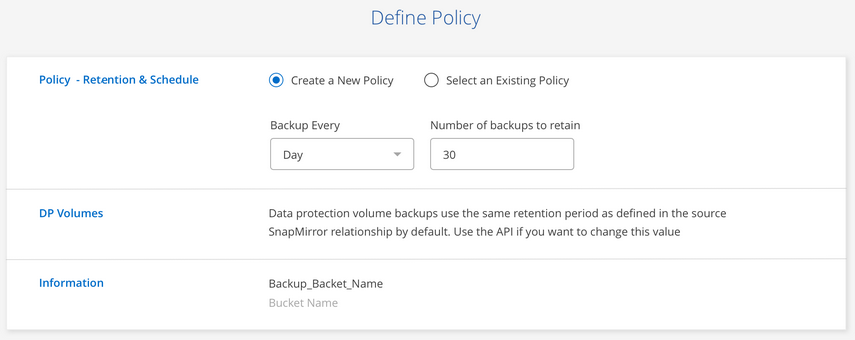 Define Policy
Policy - Retention & Schedule
Create a New Policy
Select an Existing Policy
Backup Every
Number of backups to retain
Day
30
DP Volumes
Data protection volume backups use the same retention period as defined in the source
SnapMirror relationship by default. Use the API if you want to change this value
Information
Backup_Backet_Name
Bucket Name